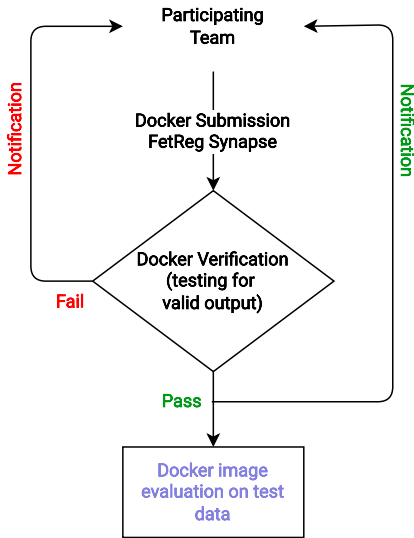 Participating
Team
Notification
Notification
Docker Submission
FetReg Synapse
Docker Verification
(testing for
valid output)
Fail
Pass
Docker image
evaluation on test
data